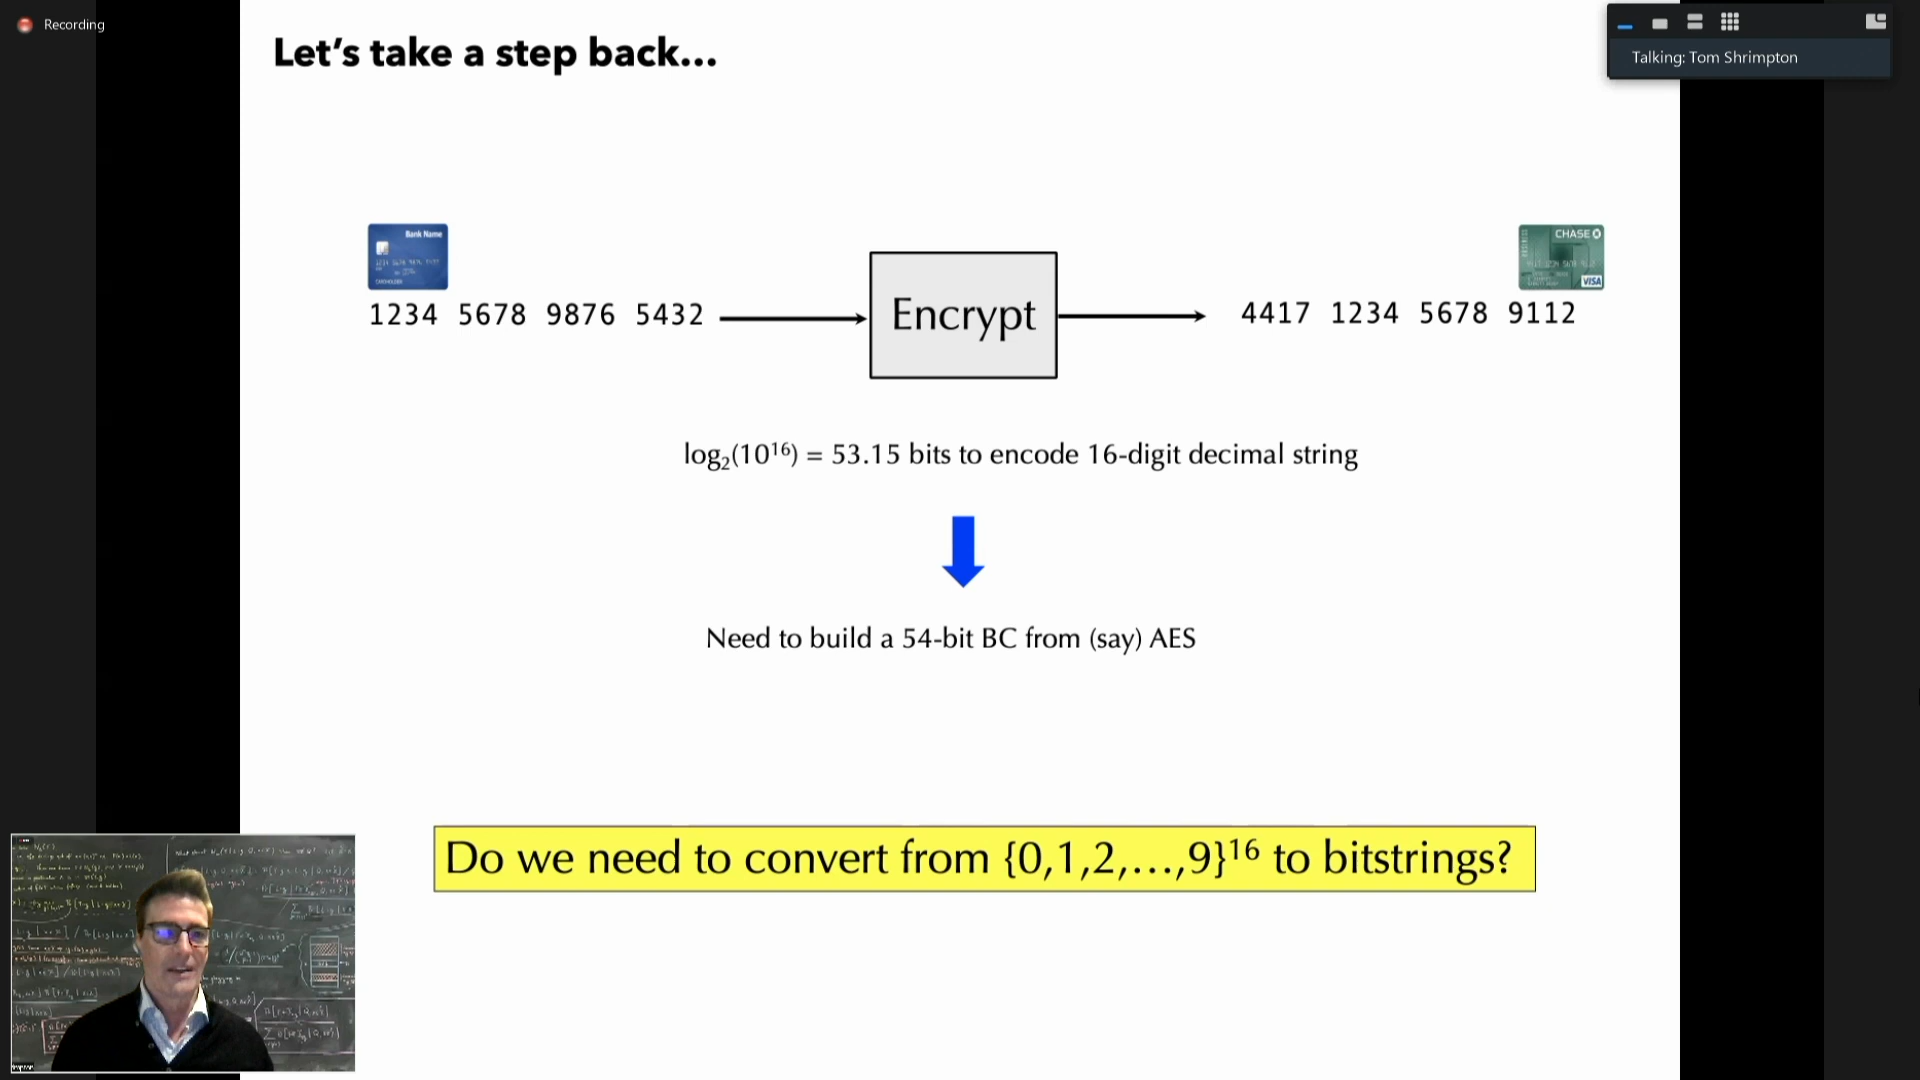 Recording
Talking: Tom Shrimpton
Let's take a step back...
Bank Name
CHASE
VISA
1234 5678 9876 5432
Encrypt
4417 1234 5678 9112
log₂(10¹⁶) = 53.15 bits to encode 16-digit decimal string
Need to build a 54-bit BC from (say) AES
Do we need to convert from {0,1,2,...,9}¹⁶ to bitstrings?